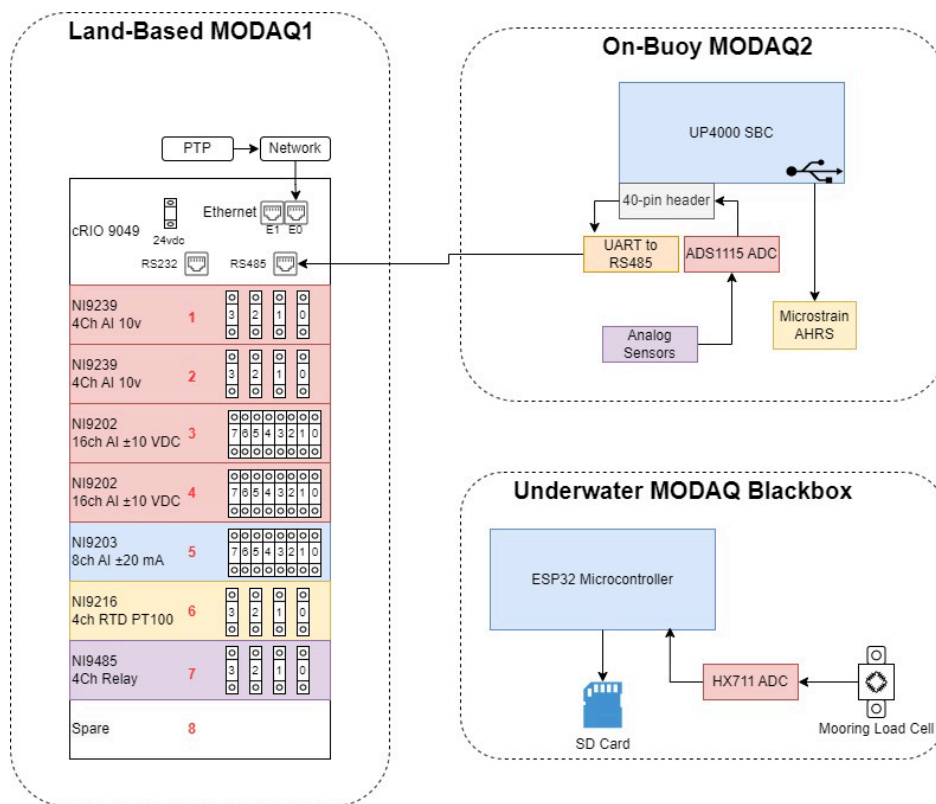 Land-Based MODAQ1
PTP
Network
cRIO 9049
24vdc
Ethernet
E1 E0
RS232
RS485
NI9239
4Ch AI 10v
1
3 2 1 0
NI9239
4Ch AI 10v
2
3 2 1 0
NI9202
16ch AI ±10 VDC
3
7 6 5 4 3 2 1 0
NI9202
16ch AI ±10 VDC
4
7 6 5 4 3 2 1 0
NI9203
8ch AI ±20 mA
5
7 6 5 4 3 2 1 0
NI9216
4ch RTD PT100
6
3 2 1 0
NI9485
4Ch Relay
7
3 2 1 0
Spare
8
On-Buoy MODAQ2
UP4000 SBC
40-pin header
UART to
RS485
ADS1115 ADC
Analog
Sensors
Microstrain
AHRS
Underwater MODAQ Blackbox
ESP32 Microcontroller
HX711 ADC
SD Card
Mooring Load Cell